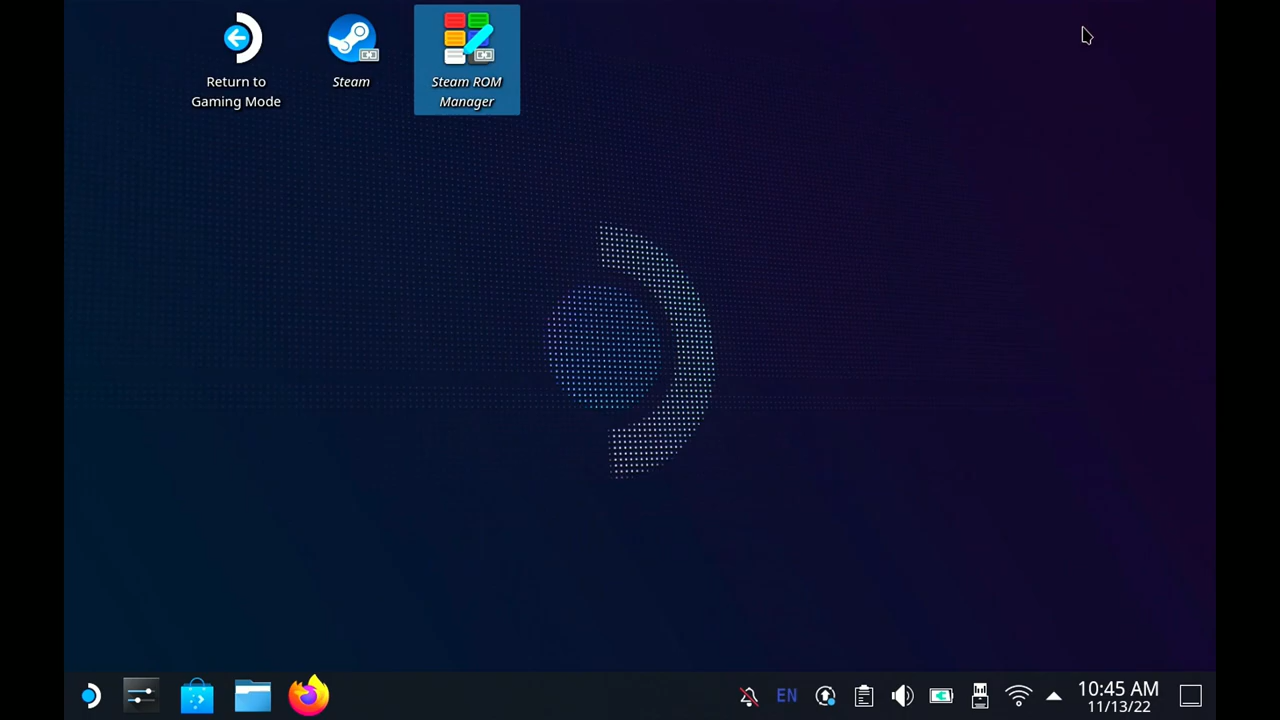 Return to
Gaming Mode
Steam
Steam ROM
Manager
EN
10:45 AM
11/13/22